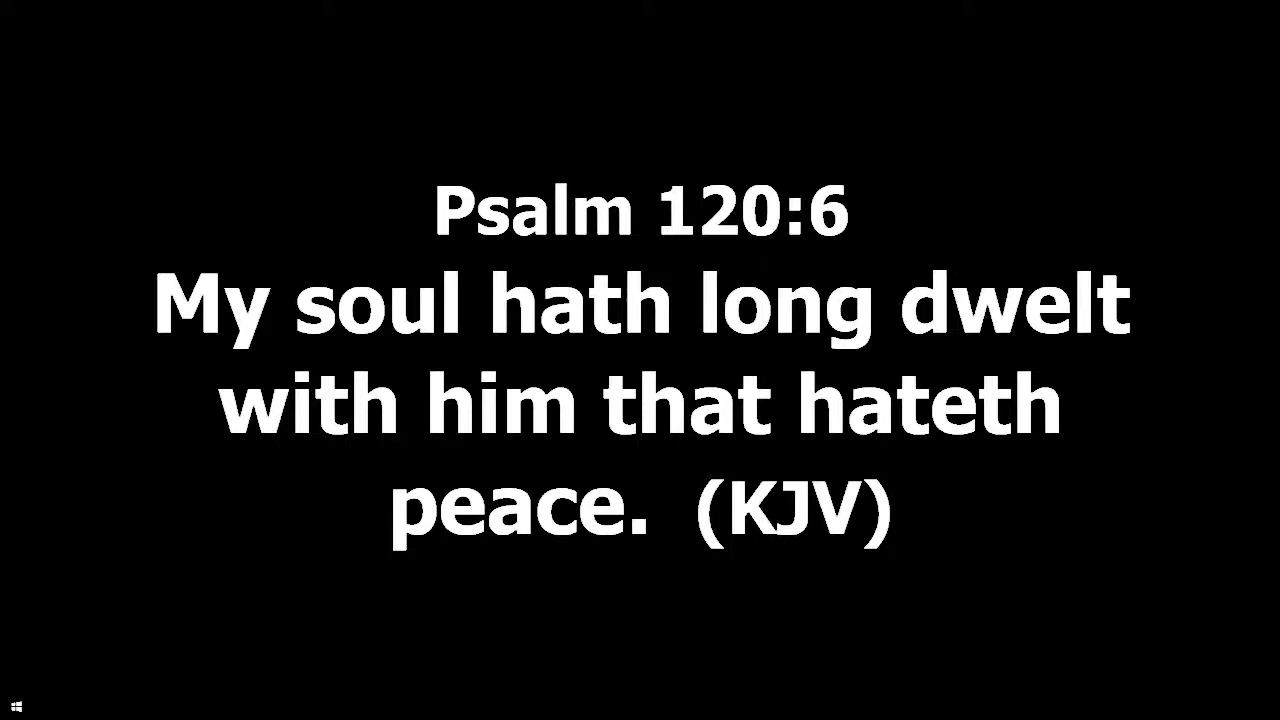 Psalm 120:6
My soul hath long dwelt
with him that hateth
peace.  (KJV)